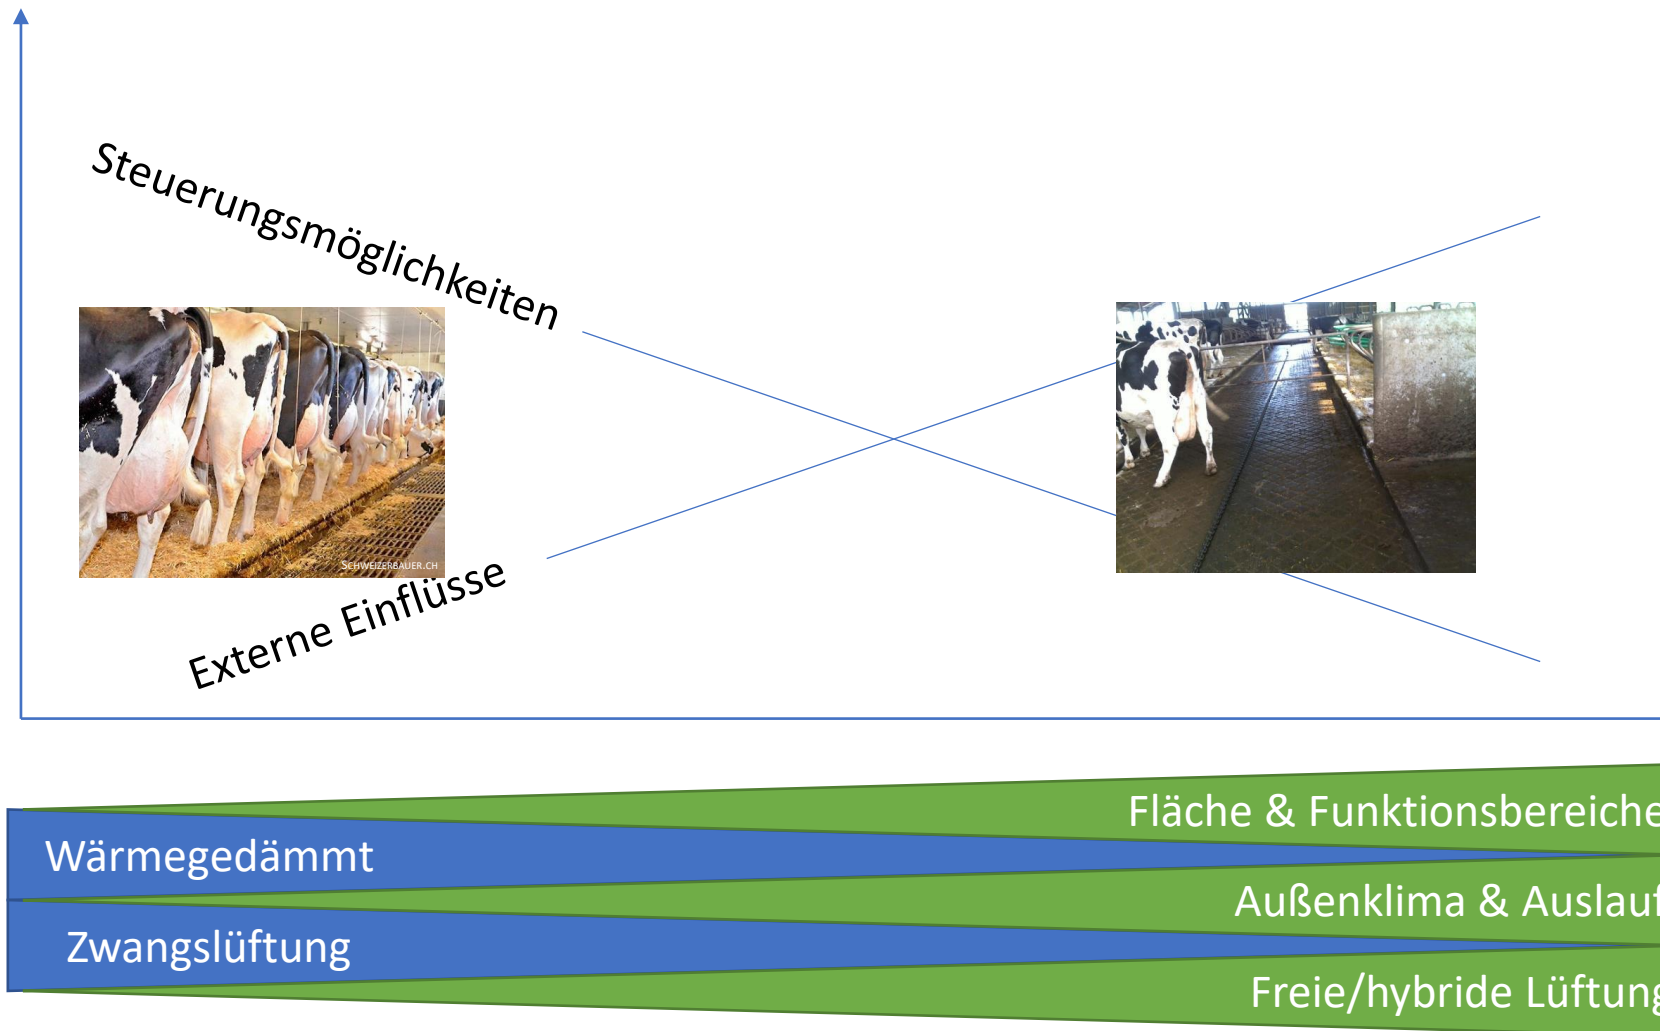 Steuerungsmöglichkeiten
SCHWEIZERBAUER.CH
Externe Einflüsse
Fläche & Funktionsbereiche
Wärmegedämmt
Außenklima & Auslauf
Zwangslüftung
Freie/hybride Lüftung